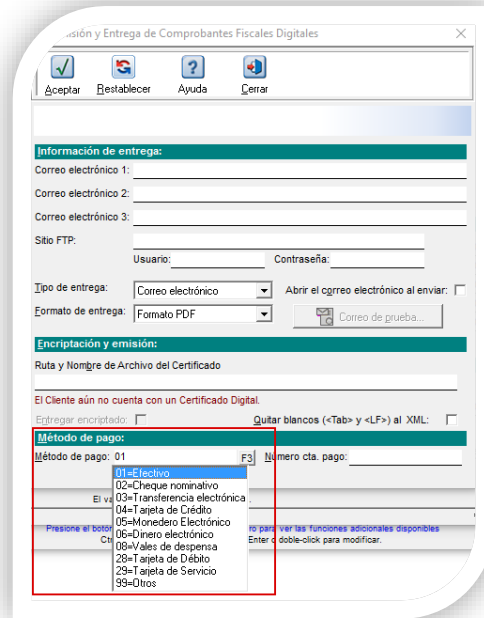 isión y Entrega de Comprobantes Fiscales Digitales
Aceptar Restablecer Ayuda Cerrar
Información de entrega:
Correo electrónico 1:
Correo electrónico 2:
Correo electrónico 3:
Sitio FTP:
Usuario: Contraseña:
Tipo de entrega: Correo electrónico Abrir el correo electrónico al enviar:
Formato de entrega: Formato PDF Correo de prueba...
Encriptación y emisión:
Ruta y Nombre de Archivo del Certificado
El Cliente aún no cuenta con un Certificado Digital.
Entregar encriptado: Quitar blancos (<Tab> y <LF>) al XML:
Método de pago:
Método de pago: 01 F3 Número cta. pago:
01=Efectivo
02=Cheque nominativo
03=Transferencia electrónica
04=Tarjeta de Crédito
05=Monedero Electrónico
06=Dinero electrónico
08=Vales de despensa
28=Tarjeta de Débito
29=Tarjeta de Servicio
99=Otros
El va
Presione el botó ro para ver las funciones adicionales disponibles
Ct Enter o doble-click para modificar.